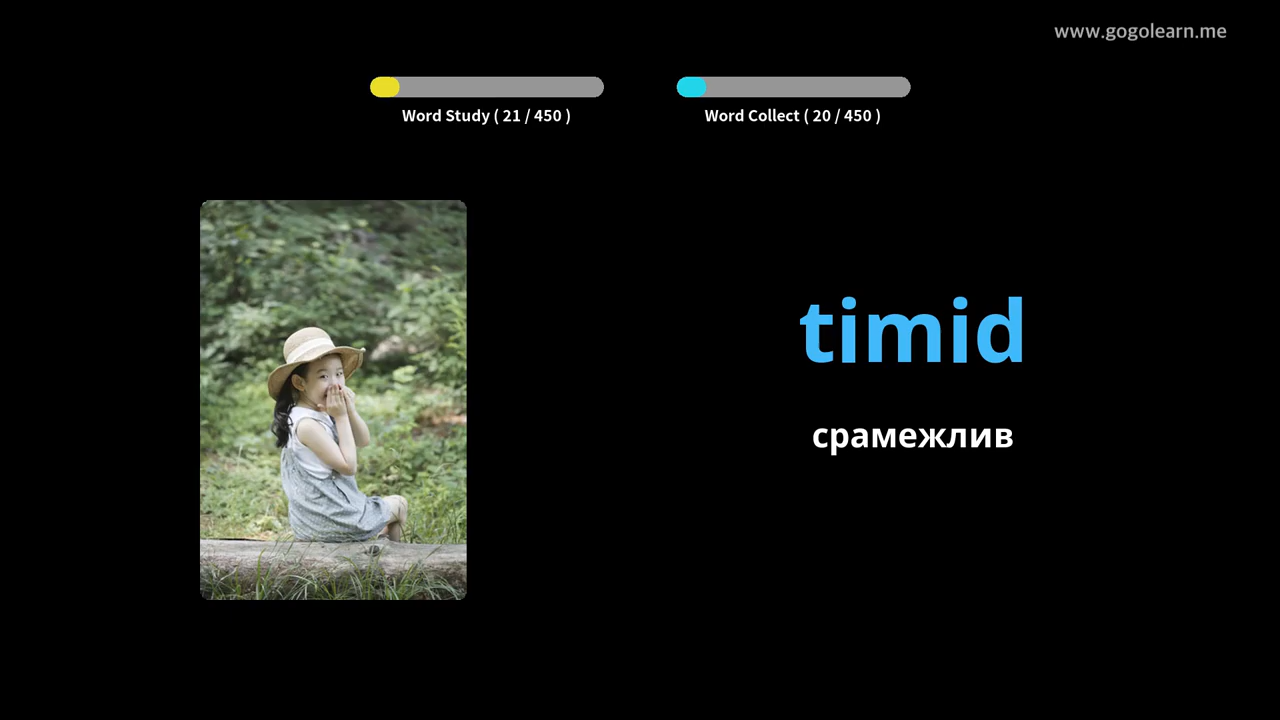 www.gogolearn.me
Word Study ( 21 / 450 )
Word Collect ( 20 / 450 )
timid
срамежлив